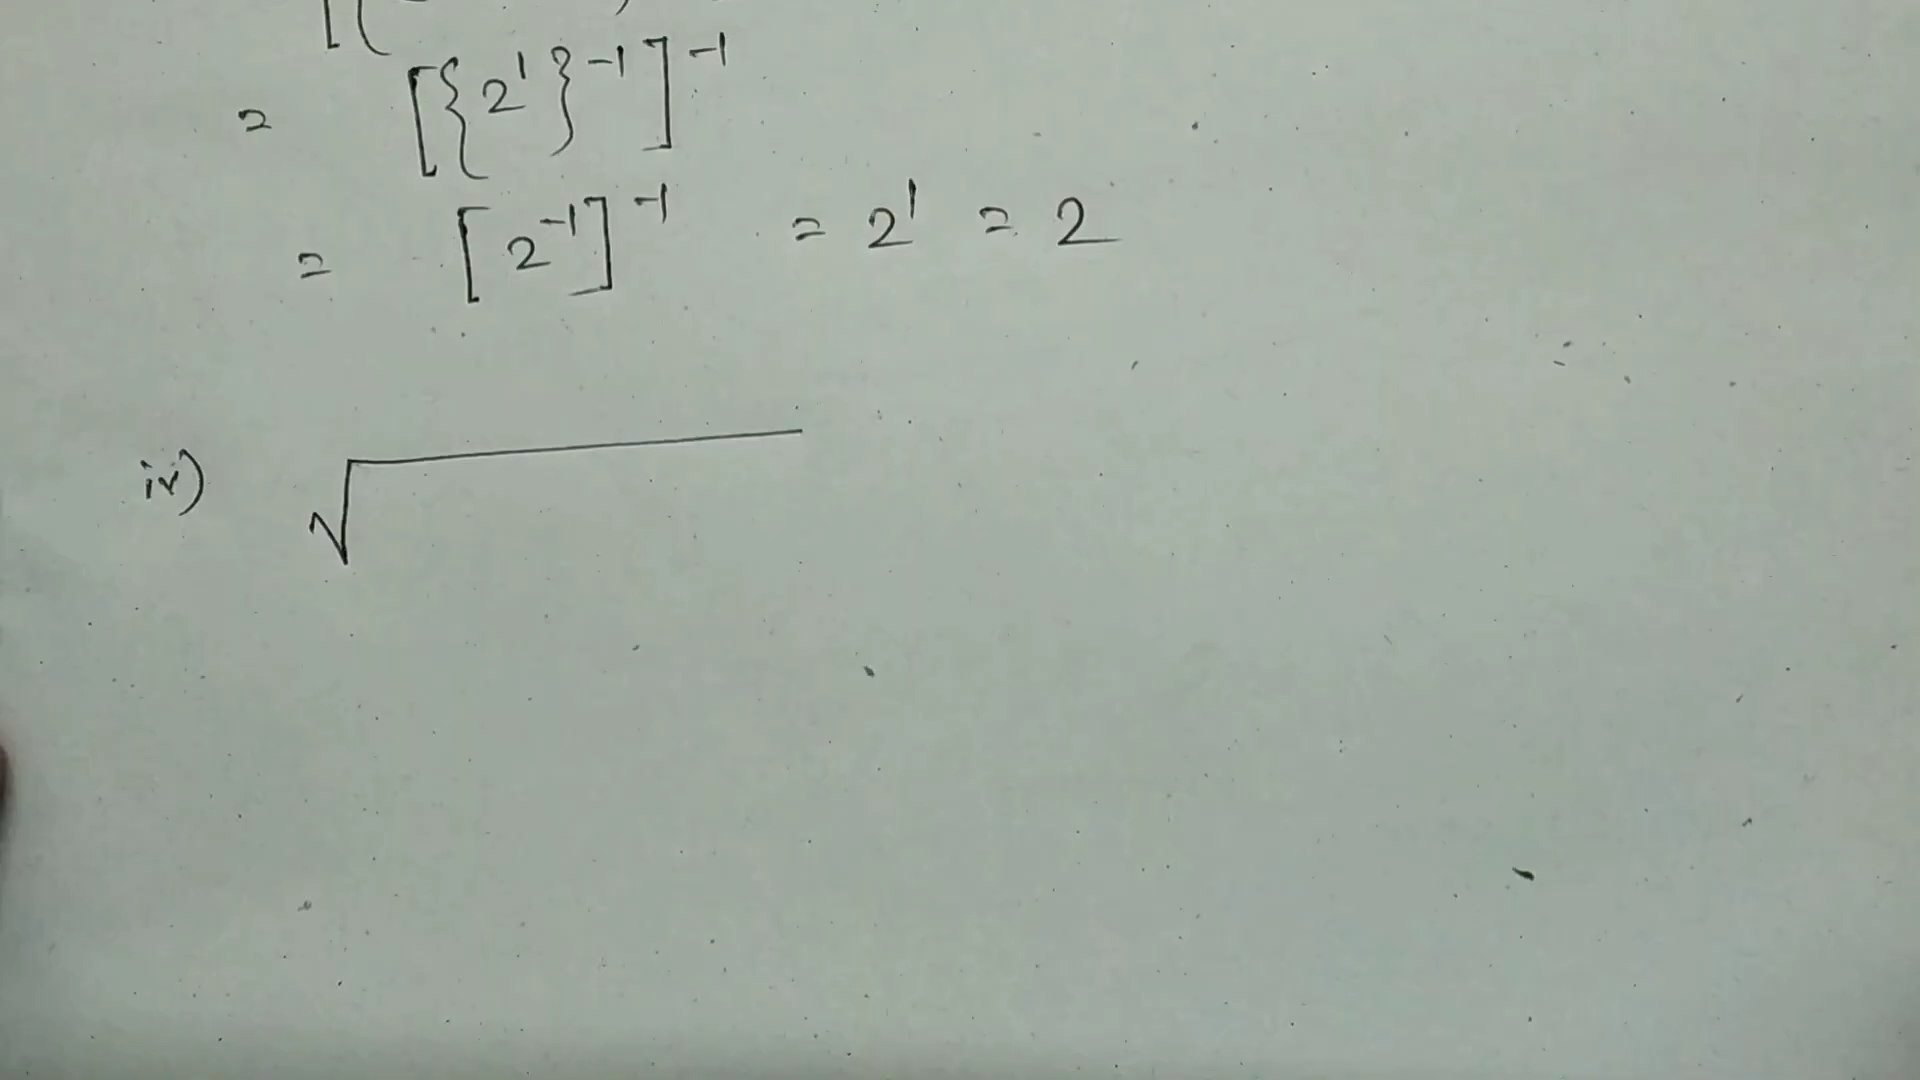 [(
= [{2¹}⁻¹]⁻¹
= [2⁻¹]⁻¹ = 2¹ = 2
iv) √